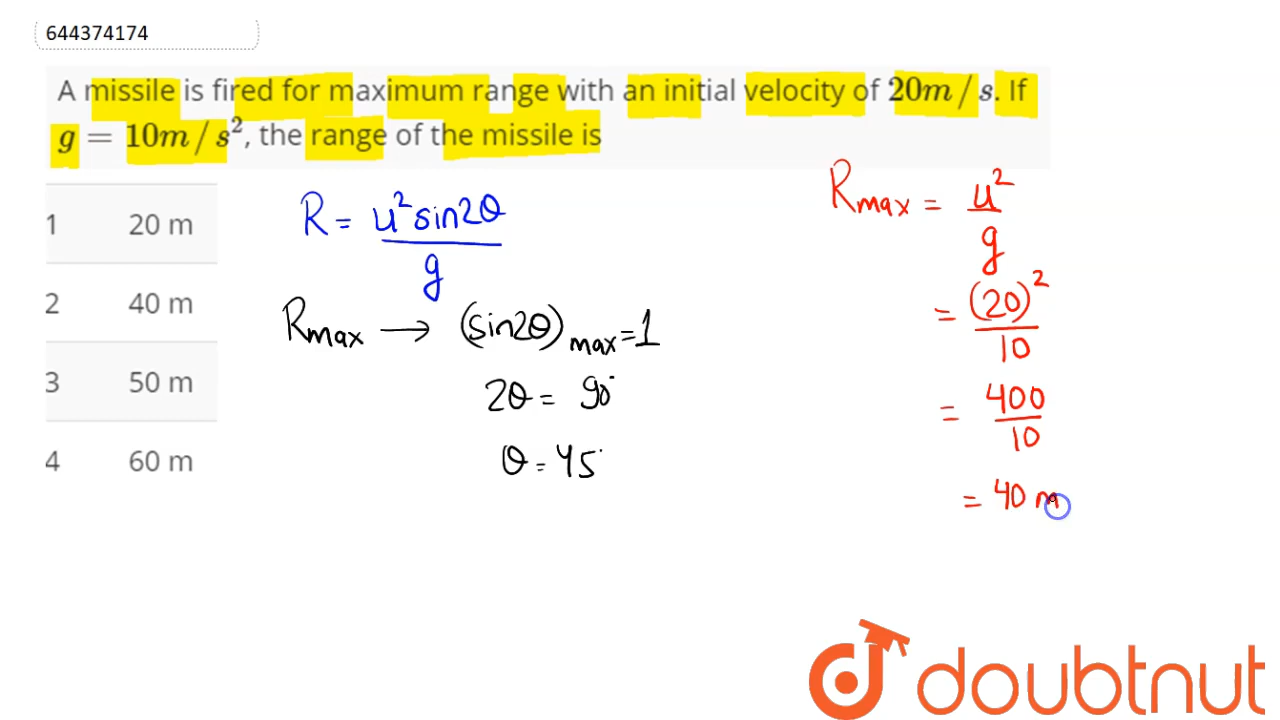 644374174
A missile is fired for maximum range with an initial velocity of 20m / s. If
g = 10m / s², the range of the missile is
1 20 m
2 40 m
3 50 m
4 60 m
R = u² sin2θ / g
Rmax → (sin2θ)max = 1
2θ = 90°
θ = 45°
Rmax = u² / g
= (20)² / 10
= 400 / 10
= 40 m
doubtnut